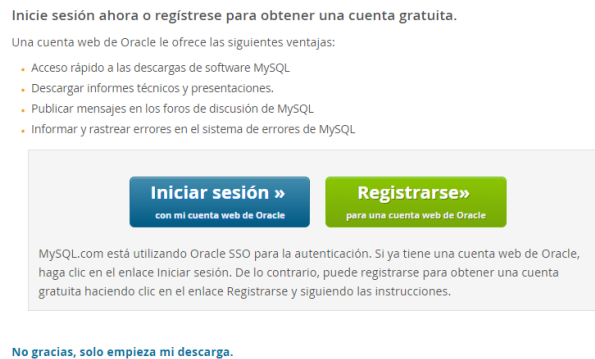 Inicie sesión ahora o regístrese para obtener una cuenta gratuita.
Una cuenta web de Oracle le ofrece las siguientes ventajas:
• Acceso rápido a las descargas de software MySQL
• Descargar informes técnicos y presentaciones.
• Publicar mensajes en los foros de discusión de MySQL
• Informar y rastrear errores en el sistema de errores de MySQL
Iniciar sesión »
con mi cuenta web de Oracle
Registrarse»
para una cuenta web de Oracle
MySQL.com está utilizando Oracle SSO para la autenticación. Si ya tiene una cuenta web de Oracle,
haga clic en el enlace Iniciar sesión. De lo contrario, puede registrarse para obtener una cuenta
gratuita haciendo clic en el enlace Registrarse y siguiendo las instrucciones.
No gracias, solo empieza mi descarga.